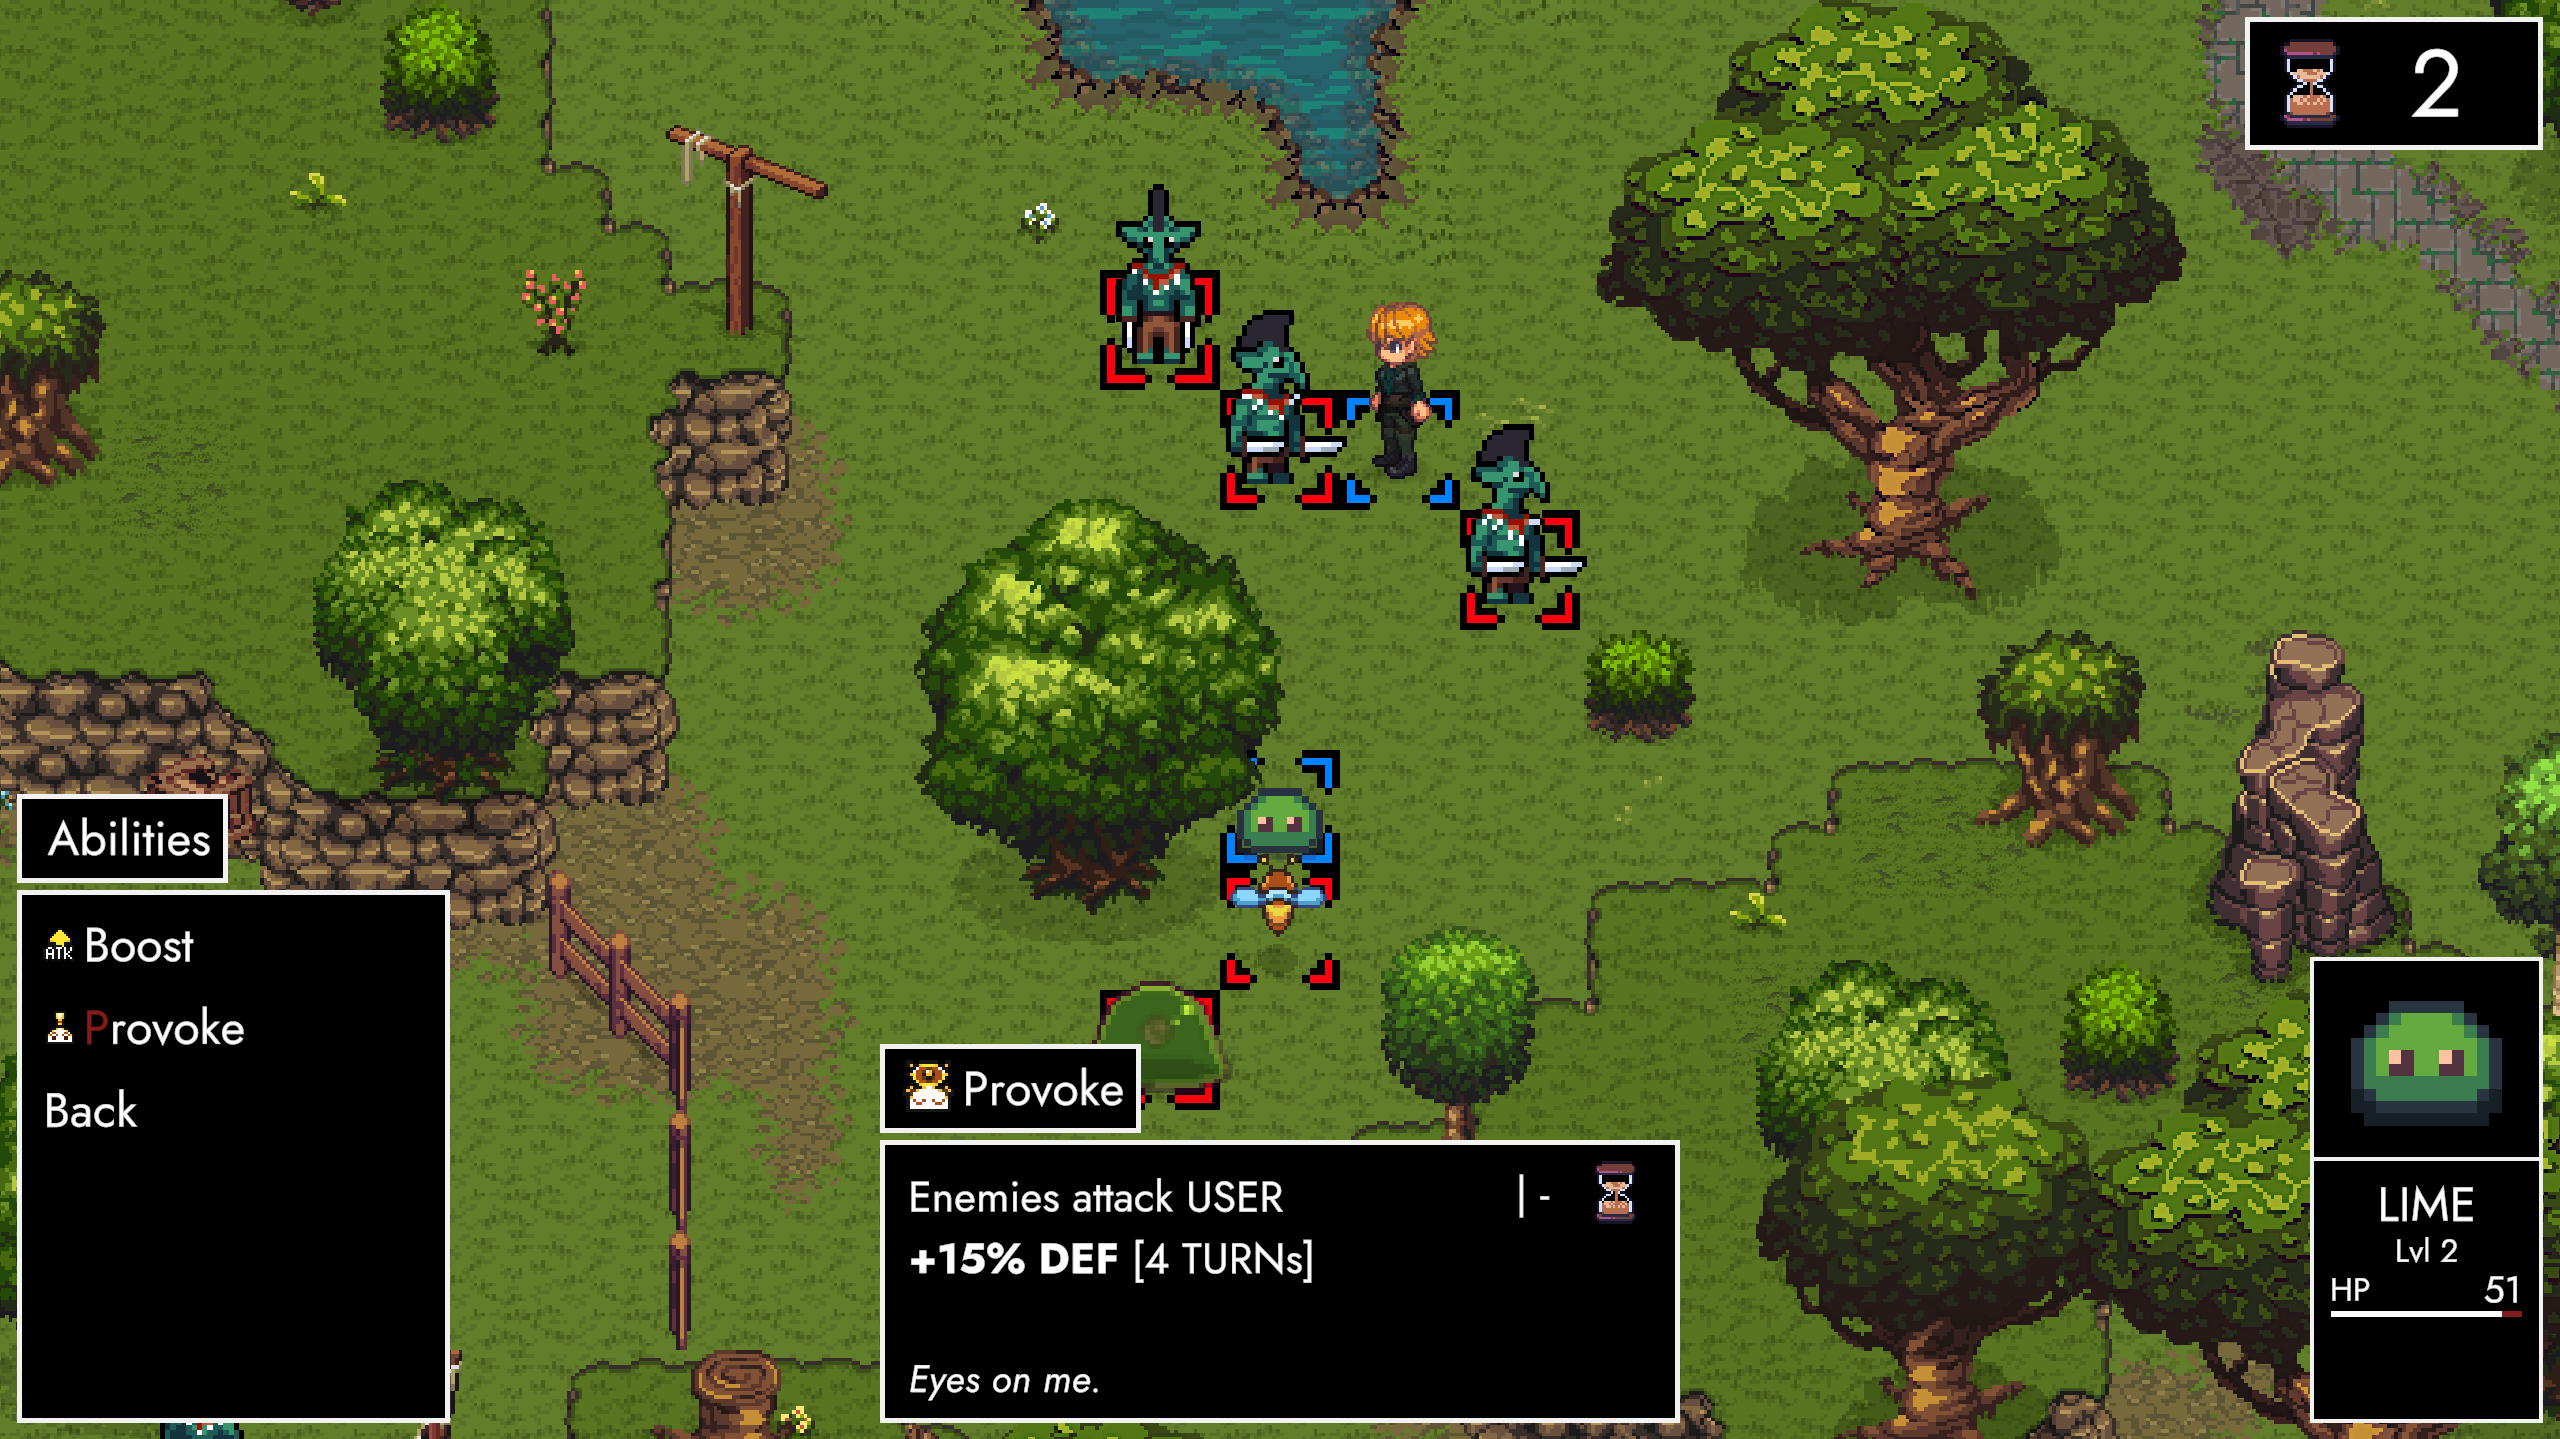 2
Abilities
ATK Boost
Provoke
Back
Provoke
Enemies attack USER | -
+15% DEF [4 TURNs]
Eyes on me.
LIME
Lvl 2
HP 51